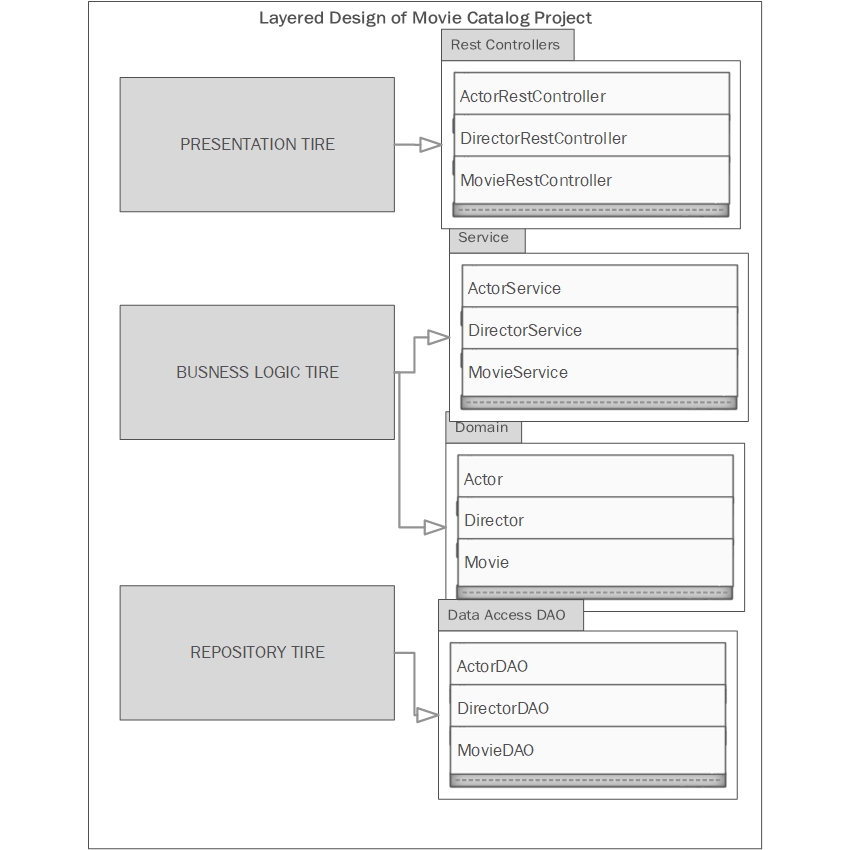 Layered Design of Movie Catalog Project
Rest Controllers
PRESENTATION TIRE
ActorRestController
DirectorRestController
MovieRestController
Service
BUSNESS LOGIC TIRE
ActorService
DirectorService
MovieService
Domain
Actor
Director
Movie
REPOSITORY TIRE
Data Access DAO
ActorDAO
DirectorDAO
MovieDAO